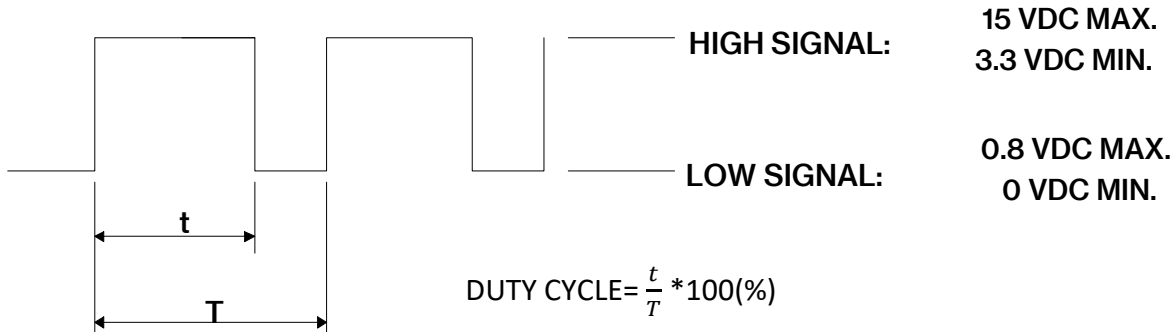 15 VDC MAX.
HIGH SIGNAL:
3.3 VDC MIN.
0.8 VDC MAX.
LOW SIGNAL:
0 VDC MIN.
t
DUTY CYCLE= t/T *100(%)
T